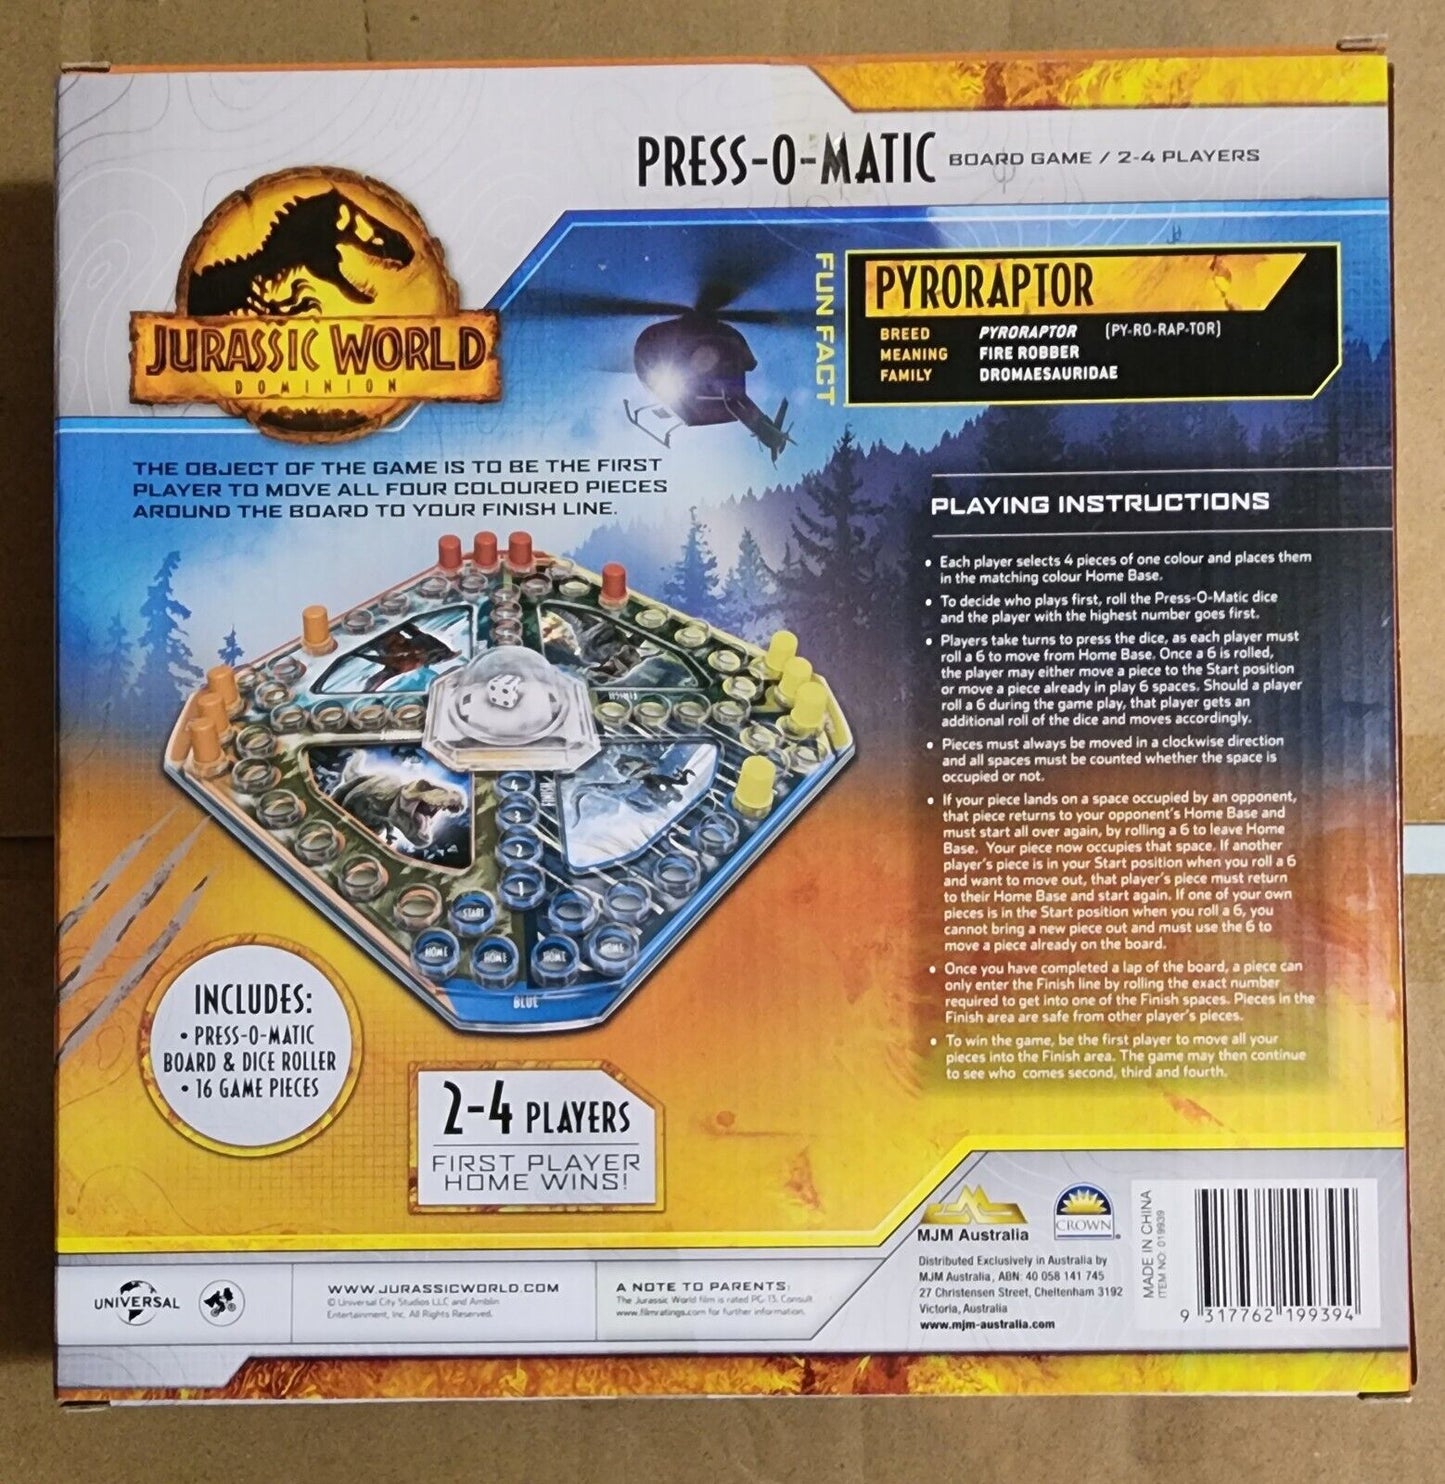 PRESS-O-MATIC BOARD GAME / 2-4 PLAYERS
JURASSIC WORLD
DOMINION
FUN FACT
PYRORAPTOR
BREED PYRORAPTOR (PY-RO-RAP-TOR)
MEANING FIRE ROBBER
FAMILY DROMAESAURIDAE
THE OBJECT OF THE GAME IS TO BE THE FIRST
PLAYER TO MOVE ALL FOUR COLOURED PIECES
AROUND THE BOARD TO YOUR FINISH LINE.
PLAYING INSTRUCTIONS
• Each player selects 4 pieces of one colour and places them
in the matching colour Home Base.
• To decide who plays first, roll the Press-O-Matic dice
and the player with the highest number goes first.
• Players take turns to press the dice, as each player must
roll a 6 to move from Home Base. Once a 6 is rolled,
the player may either move a piece to the Start position
or move a piece already in play 6 spaces. Should a player
roll a 6 during the game play, that player gets an
additional roll of the dice and moves accordingly.
• Pieces must always be moved in a clockwise direction
and all spaces must be counted whether the space is
occupied or not.
• If your piece lands on a space occupied by an opponent,
that piece returns to your opponent's Home Base and
must start all over again, by rolling a 6 to leave Home
Base. Your piece now occupies that space. If another
player's piece is in your Start position when you roll a 6
and want to move out, that player's piece must return
to their Home Base and start again. If one of your own
pieces is in the Start position when you roll a 6, you
cannot bring a new piece out and must use the 6 to
move a piece already on the board.
• Once you have completed a lap of the board, a piece can
only enter the Finish line by rolling the exact number
required to get into one of the Finish spaces. Pieces in the
Finish area are safe from other player's pieces.
• To win the game, be the first player to move all your
pieces into the Finish area. The game may then continue
to see who comes second, third and fourth.
FINISH
FINISH
4
3
2
1
START
HOME
HOME
HOME
HOME
BLUE
INCLUDES:
• PRESS-O-MATIC
BOARD & DICE ROLLER
• 16 GAME PIECES
2-4 PLAYERS
FIRST PLAYER
HOME WINS!
UNIVERSAL
WWW.JURASSICWORLD.COM
© Universal City Studios LLC and Amblin
Entertainment, Inc. All Rights Reserved.
A NOTE TO PARENTS:
The Jurassic World film is rated PG-13. Consult
www.filmratings.com for further information.
MJM Australia
CROWN
Distributed Exclusively in Australia by
MJM Australia, ABN: 40 058 141 745
27 Christensen Street, Cheltenham 3192
Victoria, Australia
www.mjm-australia.com
MADE IN CHINA
ITEM NO: 019939
9 317762 199394